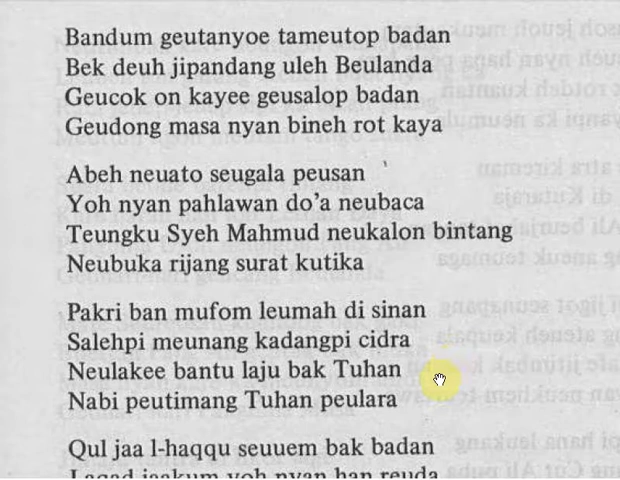 Bandum geutanyoe tameutop badan
Bek deuh jipandang uleh Beulanda
Geucok on kayee geusalop badan
Geudong masa nyan bineh rot kaya
Abeh neuato seugala peusan
Yoh nyan pahlawan do'a neubaca
Teungku Syeh Mahmud neukalon bintang
Neubuka rijang surat kutika
Pakri ban mufom leumah di sinan
Salehpi meunang kadangpi cidra
Neulakee bantu laju bak Tuhan
Nabi peutimang Tuhan peulara
Qul jaa l-haqqu seuuem bak badan